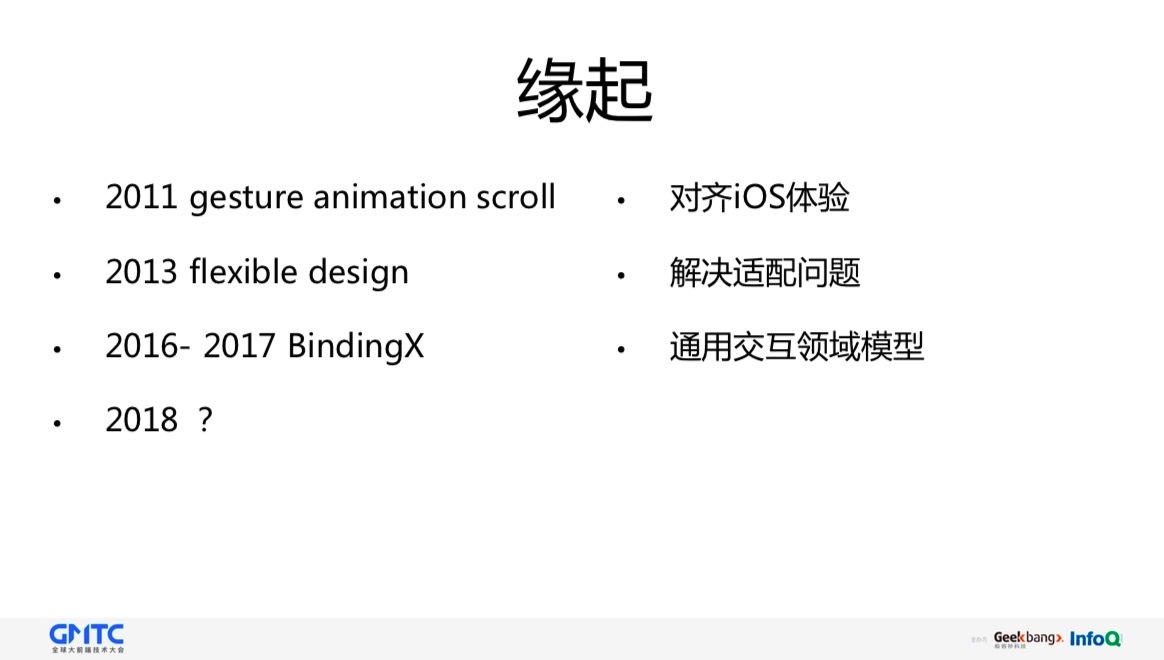 缘起
• 2011 gesture animation scroll
• 2013 flexible design
• 2016- 2017 BindingX
• 2018 ？
• 对齐iOS体验
• 解决适配问题
• 通用交互领域模型
GMTC
全球大前端技术大会
主办方
Geekbang>.
极客邦科技
InfoQ